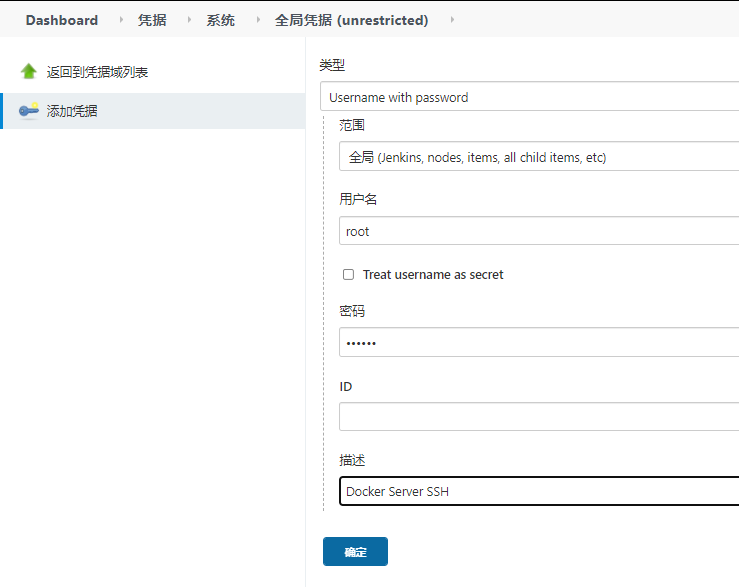 Dashboard 凭据 系统 全局凭据 (unrestricted)
返回到凭据域列表
添加凭据
类型
Username with password
范围
全局 (Jenkins, nodes, items, all child items, etc)
用户名
root
Treat username as secret
密码
••••••
ID
描述
Docker Server SSH
确定